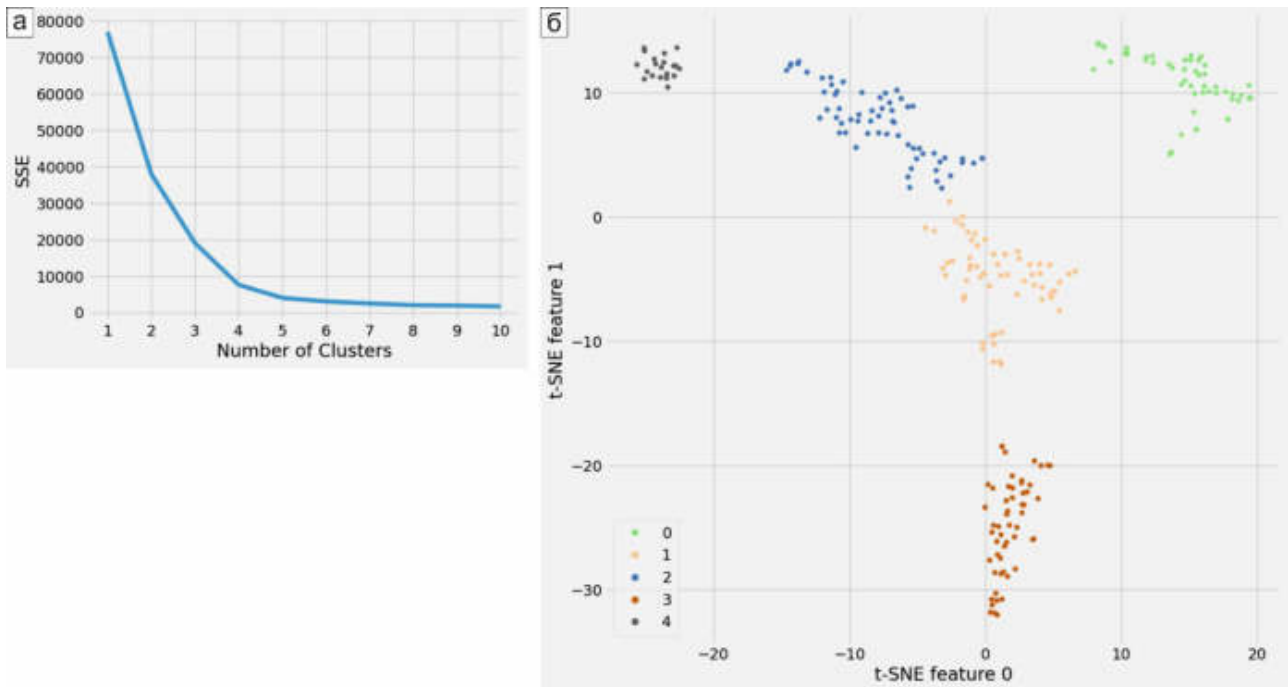 а
80000
70000
60000
50000
40000
30000
20000
10000
0
SSE
1 2 3 4 5 6 7 8 9 10
Number of Clusters
б
10
0
−10
−20
−30
t-SNE feature 1
0
1
2
3
4
−20 −10 0 10 20
t-SNE feature 0